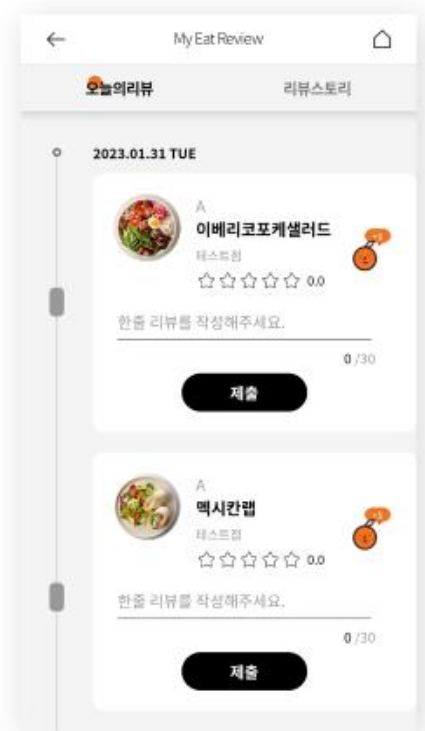 My Eat Review
오늘의리뷰
리뷰스토리
2023.01.31 TUE
A
이베리코포케샐러드
+1
테스트점
0.0
한줄 리뷰를 작성해주세요.
0 /30
제출
A
멕시칸랩
+1
테스트점
0.0
한줄 리뷰를 작성해주세요.
0 /30
제출